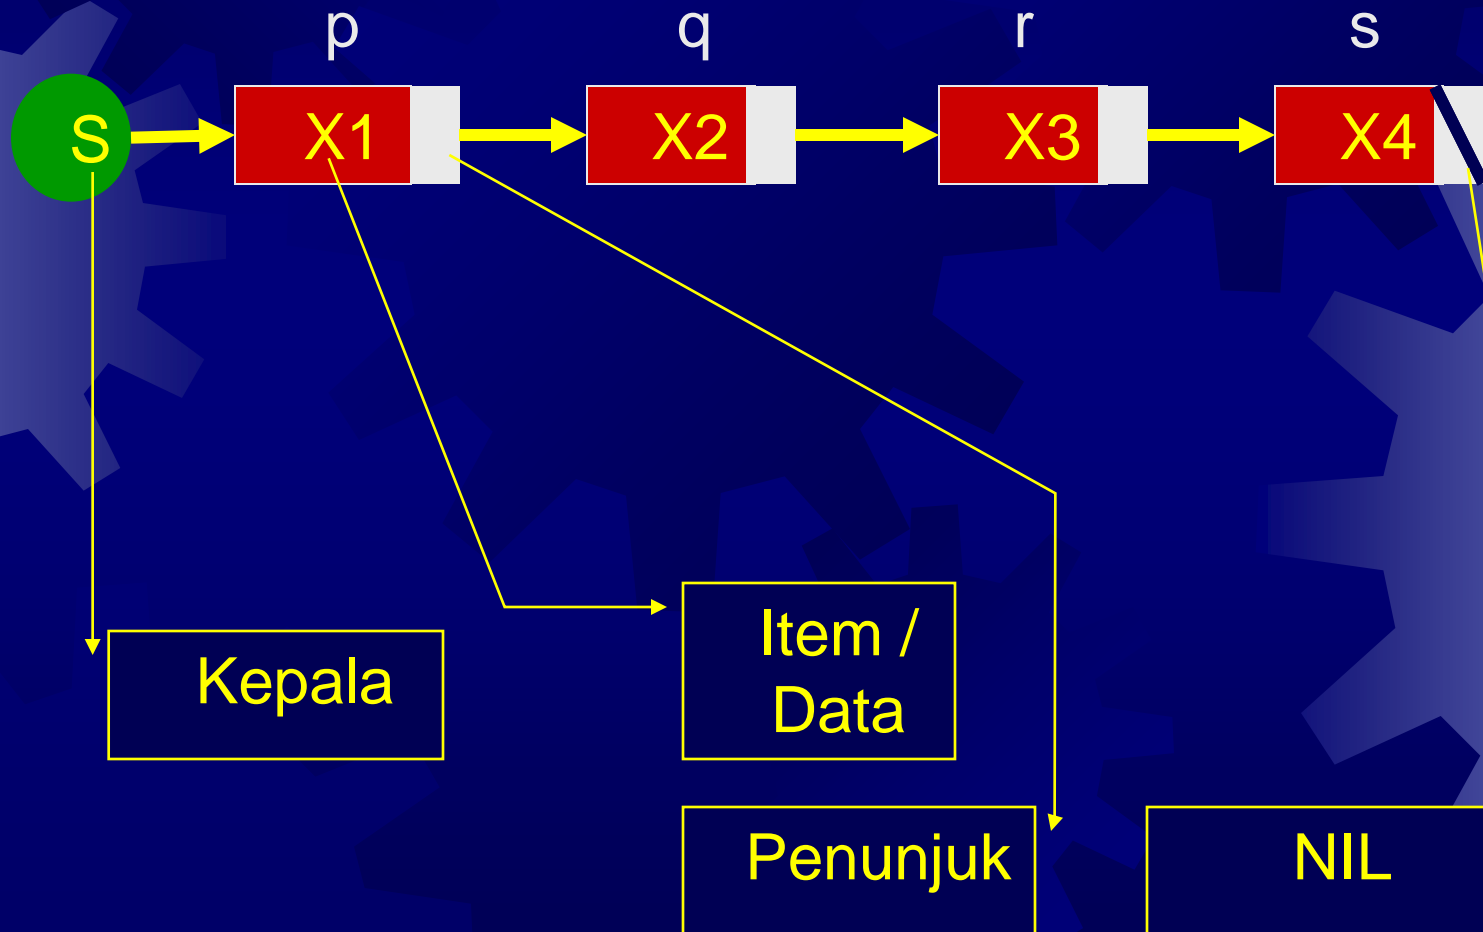 p q r s
S X1 X2 X3 X4
Item /
Data
Kepala
Penunjuk NIL